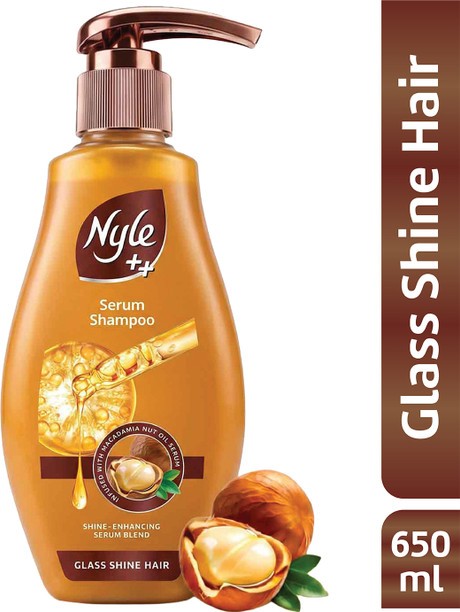 Nyle
++
Serum
Shampoo
INFUSED WITH MACADAMIA NUT OIL SERUM
SHINE-ENHANCING
SERUM BLEND
GLASS SHINE HAIR
Glass Shine Hair
650
ml